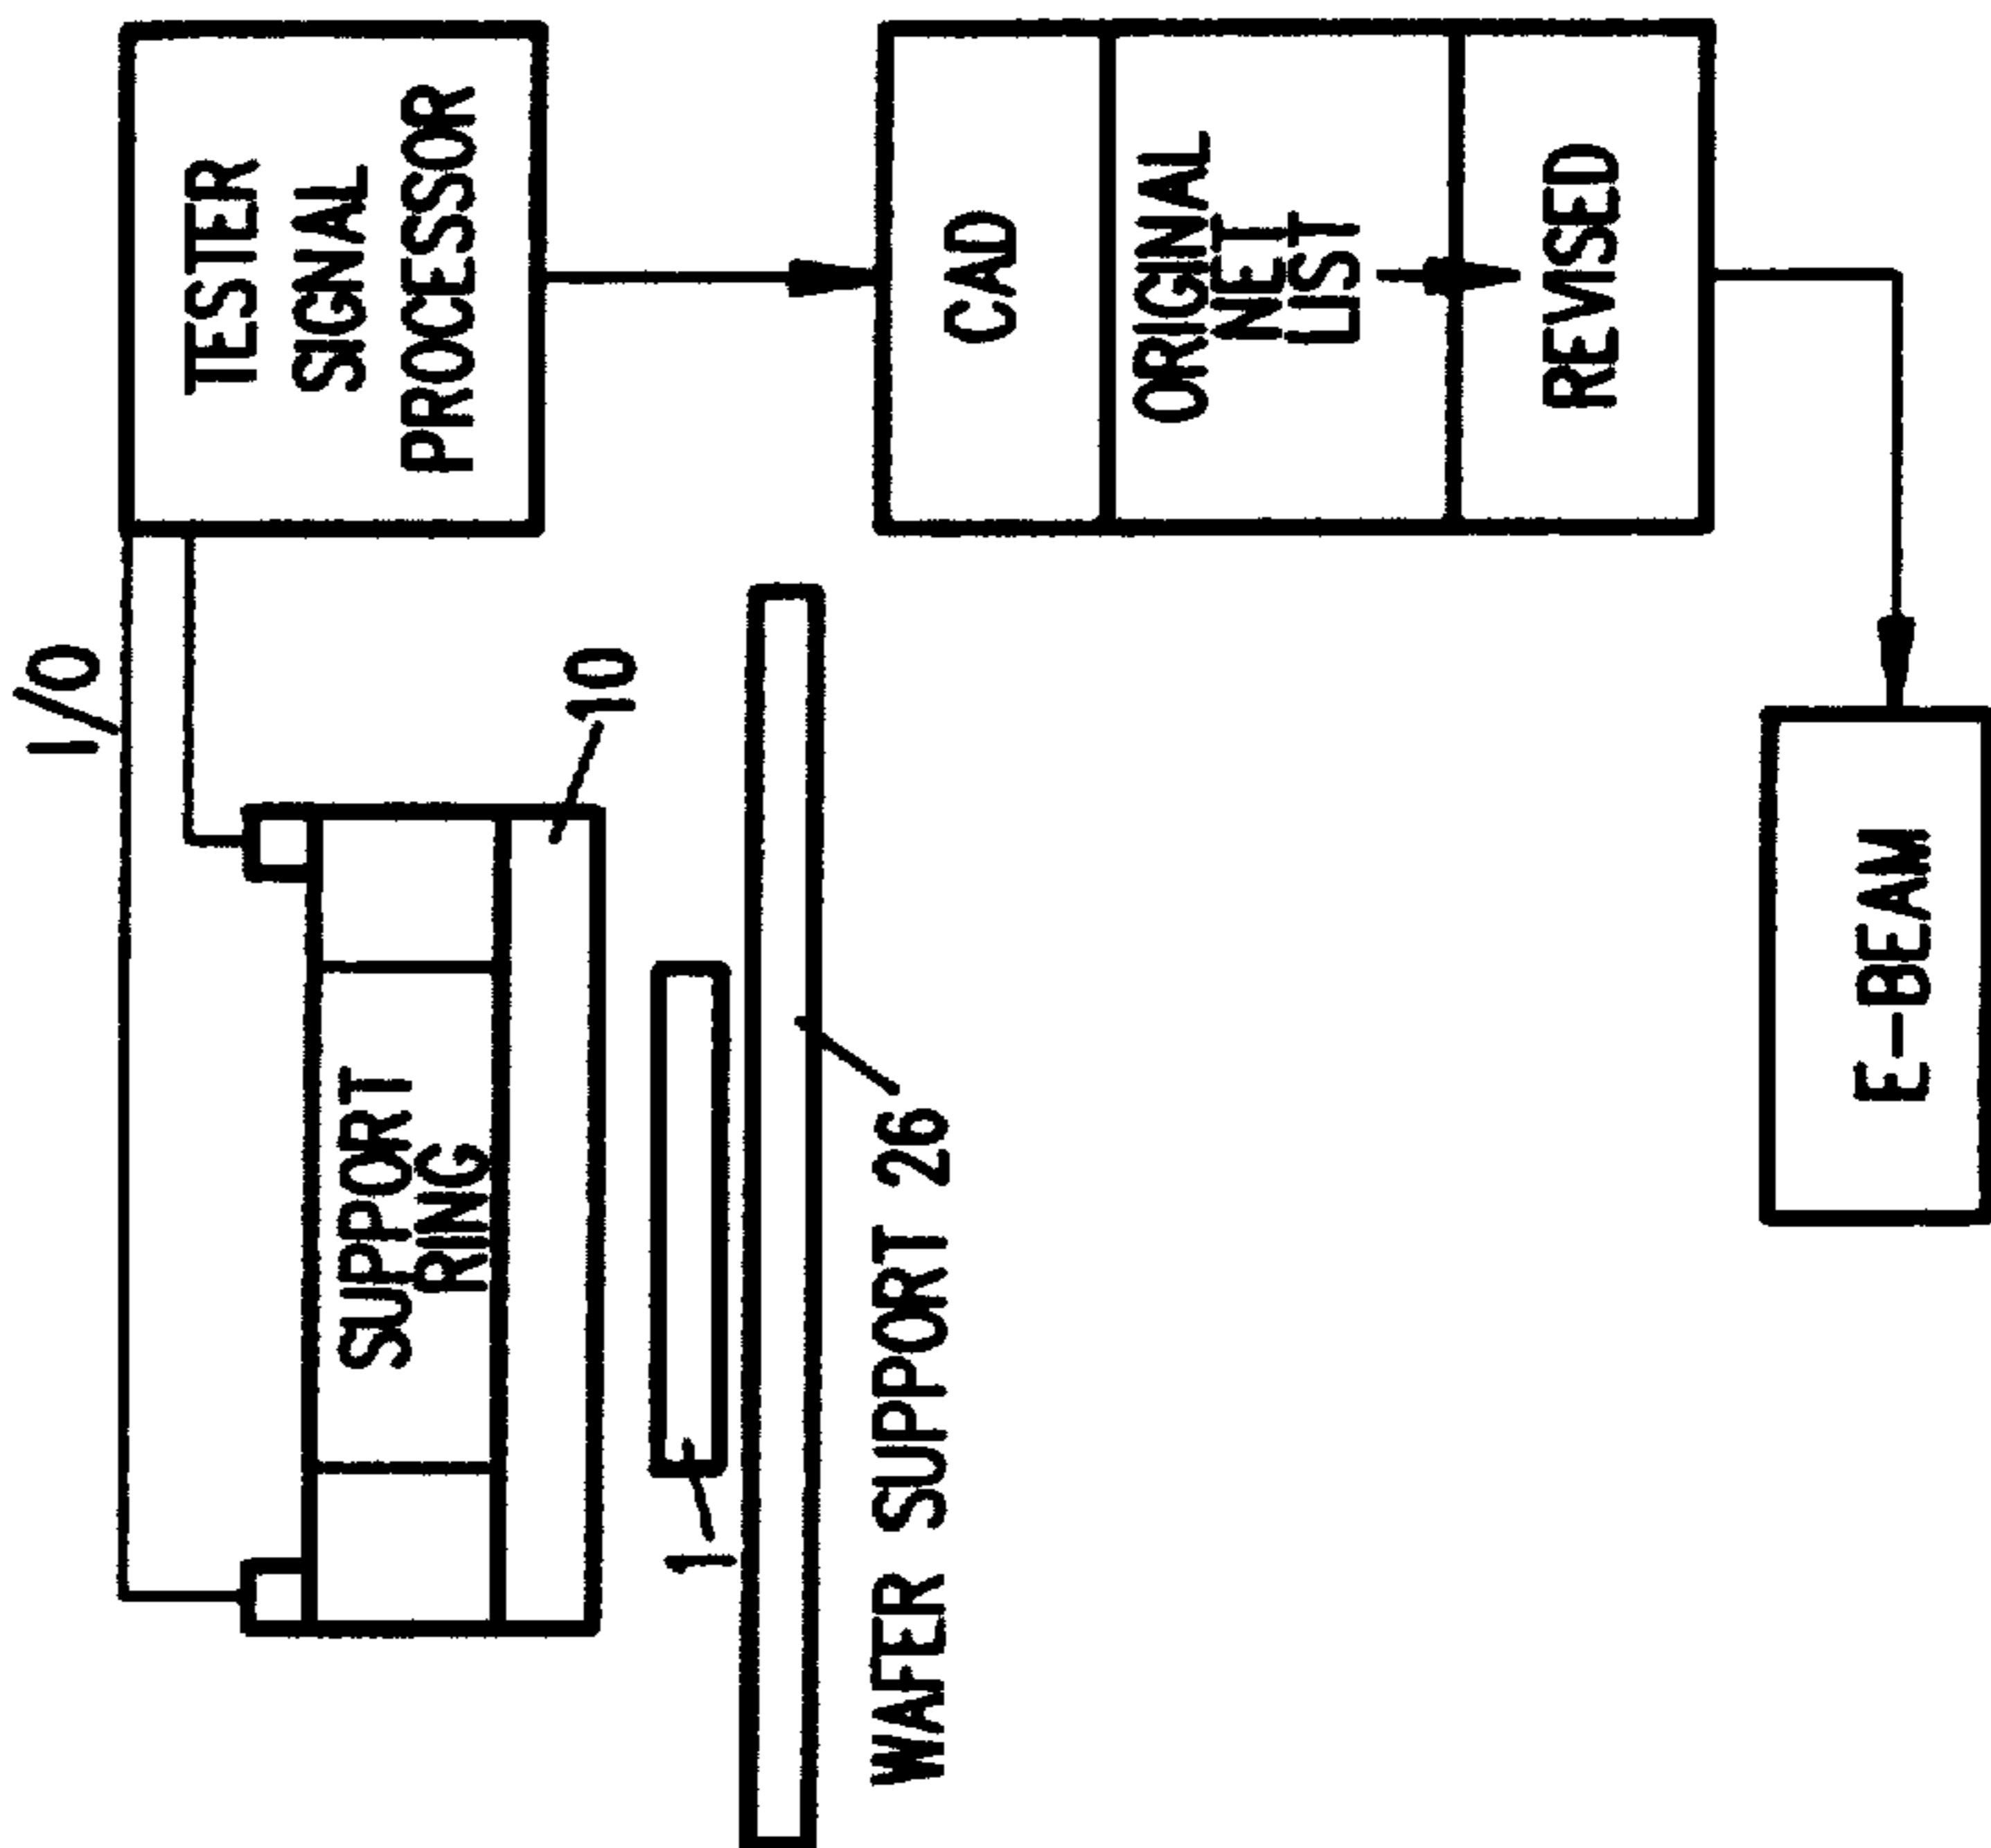 I/O
TESTER
SIGNAL
PROCESSOR
SUPPORT
RING
10
1
WAFER SUPPORT 26
CAD
ORIGINAL
NET
LIST
REVISED
E-BEAM